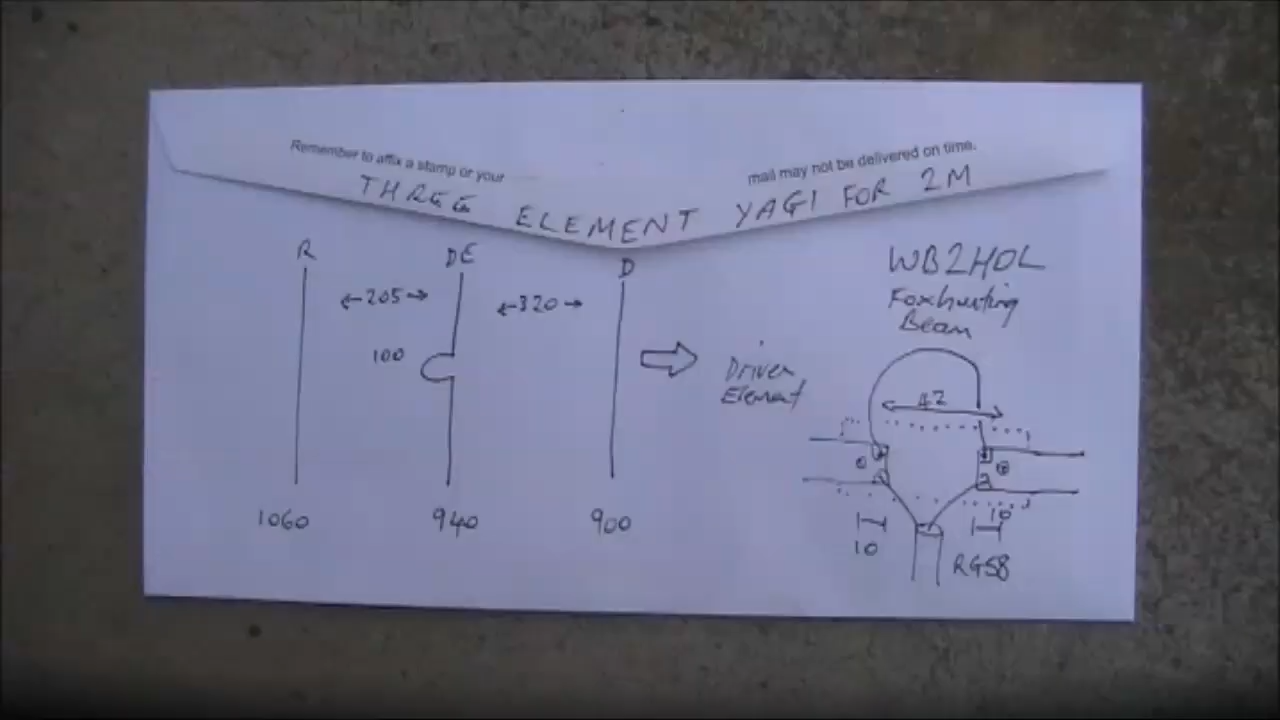 Remember to affix a stamp or your
mail may not be delivered on time.
THREE ELEMENT YAGI FOR 2M
R
DE
D
←205→
←320→
100
1060
940
900
WB2HOL
Foxhunting
Beam
Driven
Element
42
10
10
RG58